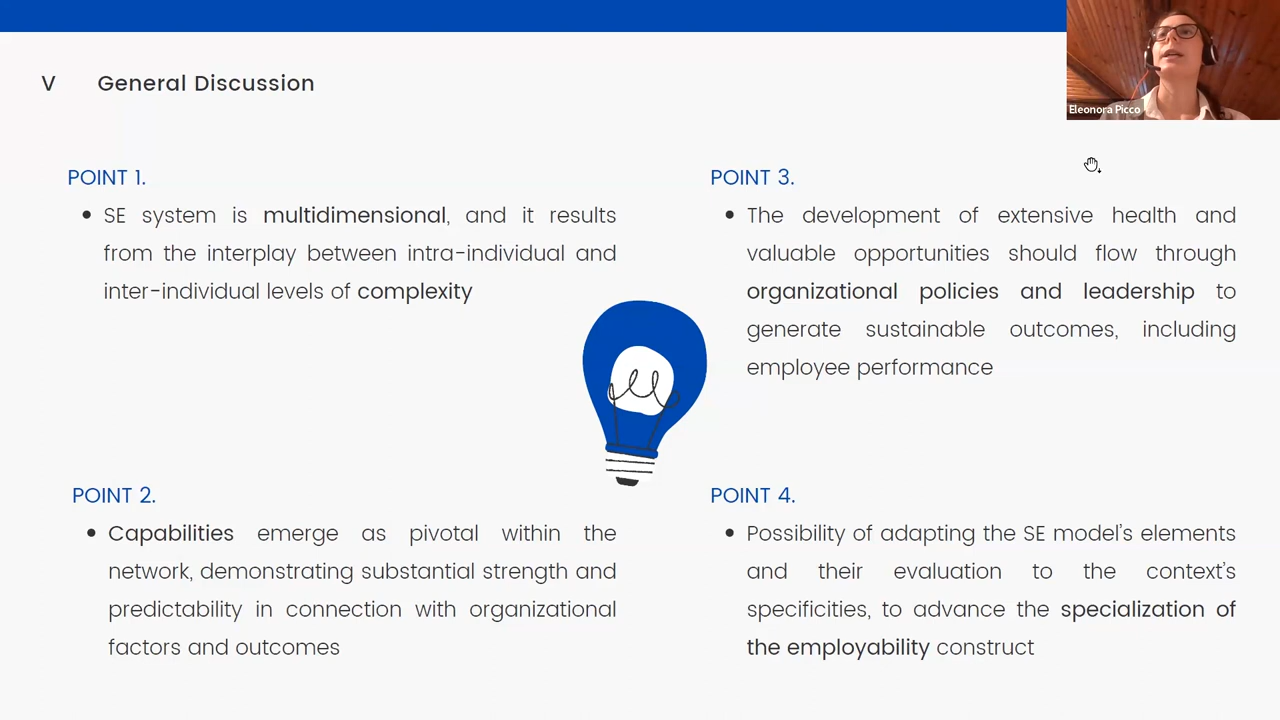 V General Discussion
Eleonora Picco
POINT 1.
• SE system is multidimensional, and it results
from the interplay between intra-individual and
inter-individual levels of complexity
POINT 2.
• Capabilities emerge as pivotal within the
network, demonstrating substantial strength and
predictability in connection with organizational
factors and outcomes
POINT 3.
• The development of extensive health and
valuable opportunities should flow through
organizational policies and leadership to
generate sustainable outcomes, including
employee performance
POINT 4.
• Possibility of adapting the SE model's elements
and their evaluation to the context's
specificities, to advance the specialization of
the employability construct